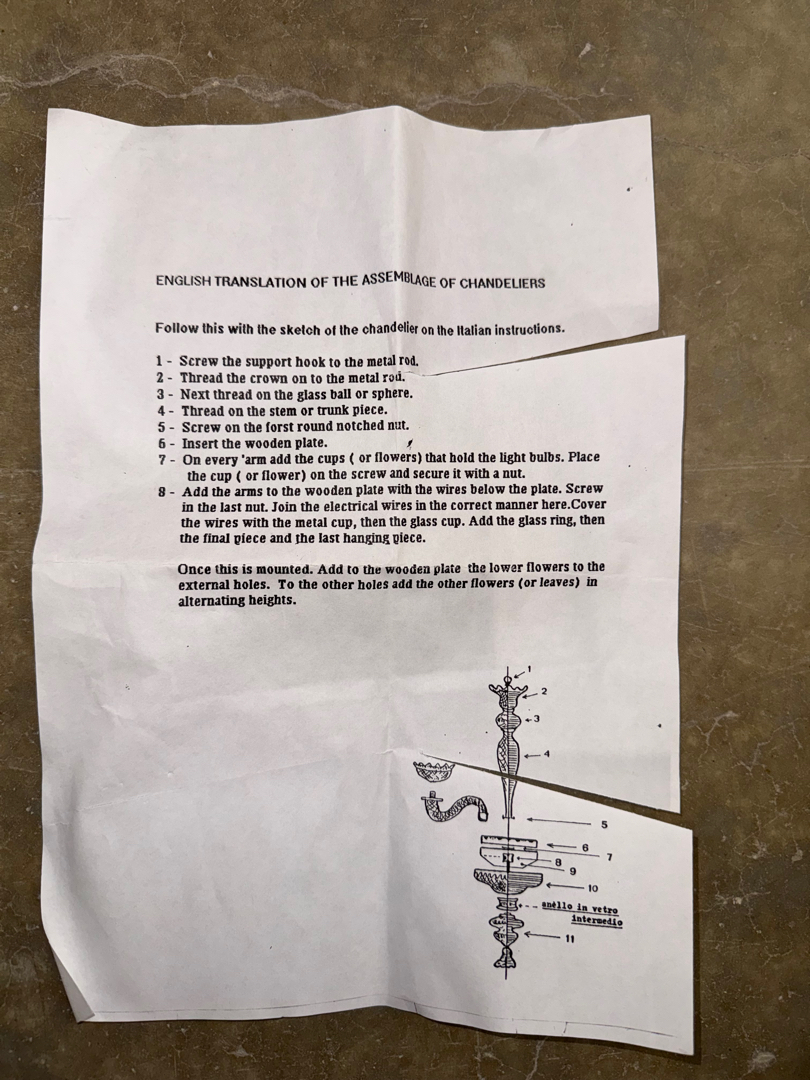 ENGLISH TRANSLATION OF THE ASSEMBLAGE OF CHANDELIERS
Follow this with the sketch of the chandelier on the Italian instructions.
1 - Screw the support hook to the metal rod.
2 - Thread the crown on to the metal rod.
3 - Next thread on the glass ball or sphere.
4 - Thread on the stem or trunk piece.
5 - Screw on the forst round notched nut.
6 - Insert the wooden plate.
7 - On every 'arm add the cups ( or flowers) that hold the light bulbs. Place
the cup ( or flower) on the screw and secure it with a nut.
8 - Add the arms to the wooden plate with the wires below the plate. Screw
in the last nut. Join the electrical wires in the correct manner here.Cover
the wires with the metal cup, then the glass cup. Add the glass ring, then
the final piece and the last hanging piece.
Once this is mounted. Add to the wooden plate the lower flowers to the
external holes. To the other holes add the other flowers (or leaves) in
alternating heights.
1
2
3
4
5
6
7
8
9
10
anello in vetro
intermedio
11